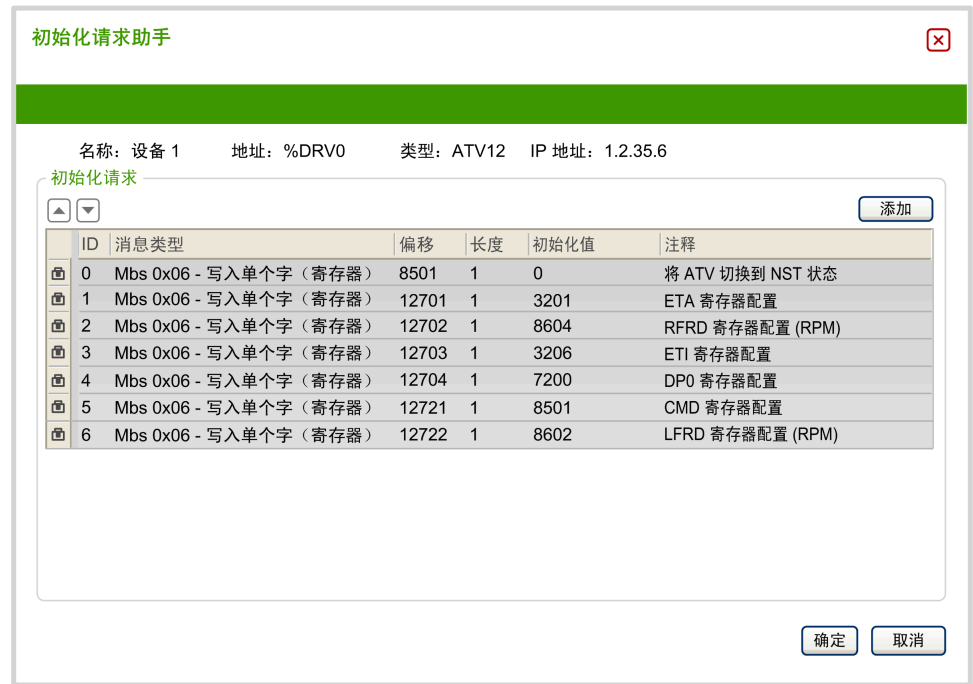 初始化请求助手
名称：设备 1 地址：%DRV0 类型：ATV12 IP 地址：1.2.35.6
初始化请求
添加
ID 消息类型 偏移 长度 初始化值 注释
0 Mbs 0x06 - 写入单个字（寄存器） 8501 1 0 将 ATV 切换到 NST 状态
1 Mbs 0x06 - 写入单个字（寄存器） 12701 1 3201 ETA 寄存器配置
2 Mbs 0x06 - 写入单个字（寄存器） 12702 1 8604 RFRD 寄存器配置 (RPM)
3 Mbs 0x06 - 写入单个字（寄存器） 12703 1 3206 ETI 寄存器配置
4 Mbs 0x06 - 写入单个字（寄存器） 12704 1 7200 DP0 寄存器配置
5 Mbs 0x06 - 写入单个字（寄存器） 12721 1 8501 CMD 寄存器配置
6 Mbs 0x06 - 写入单个字（寄存器） 12722 1 8602 LFRD 寄存器配置 (RPM)
确定 取消